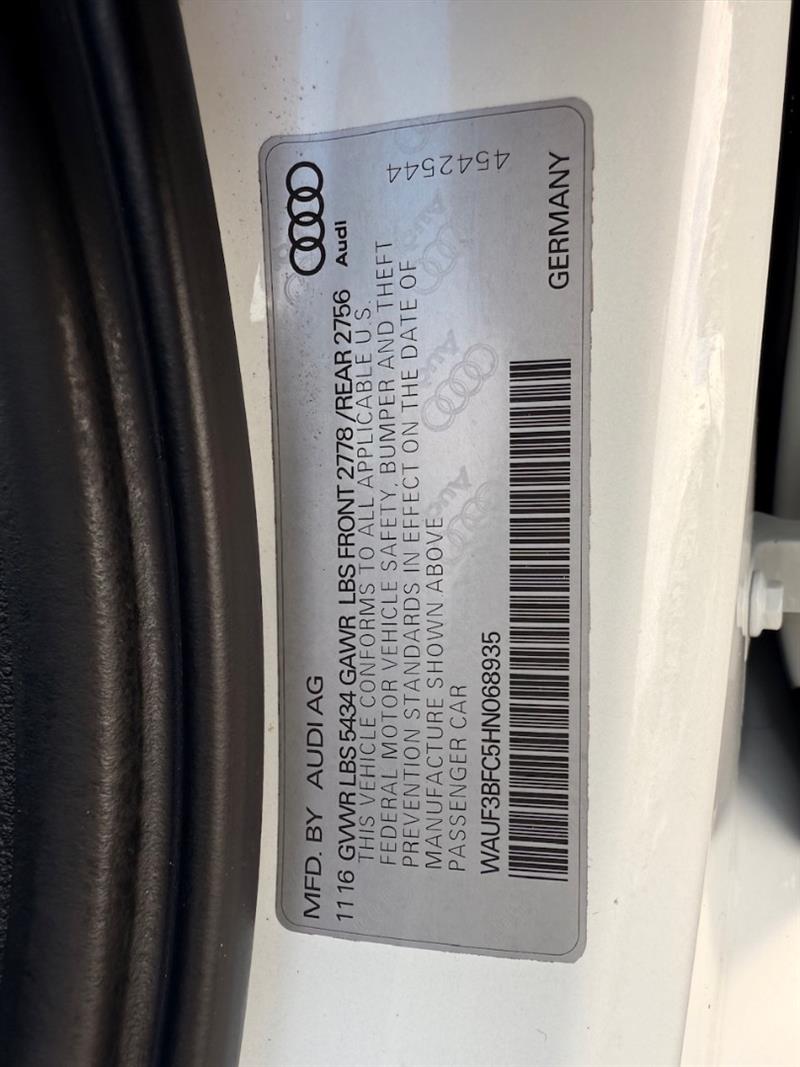 MFD. BY AUDI AG
11 16 GVWR LBS 5434 GAWR LBS FRONT 2778 /REAR 2756
Audi
THIS VEHICLE CONFORMS TO ALL APPLICABLE U.S.
FEDERAL MOTOR VEHICLE SAFETY, BUMPER AND THEFT
PREVENTION STANDARDS IN EFFECT ON THE DATE OF
MANUFACTURE SHOWN ABOVE
PASSENGER CAR
4542544
WAUF3BFC5HN068935
GERMANY